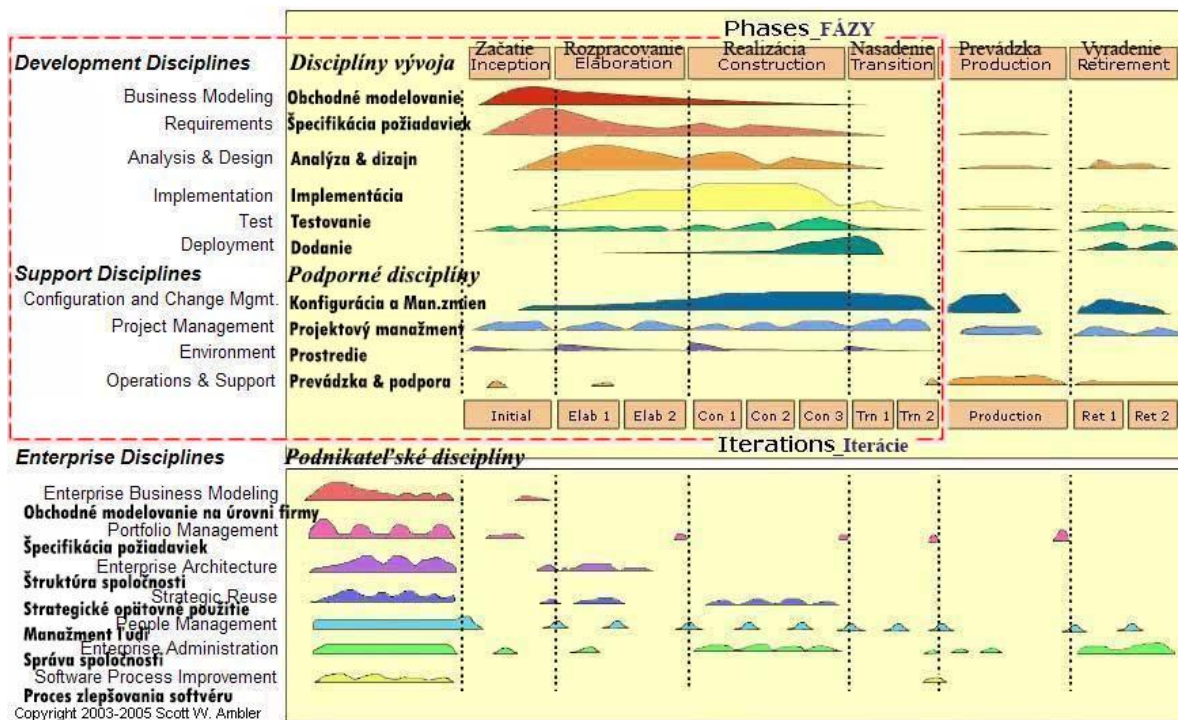 Phases_FÁZY
Začatie Rozpracovanie Realizácia Nasadenie Prevádzka Vyradenie
Development Disciplines Disciplíny vývoja Inception Elaboration Construction Transition Production Retirement
Business Modeling Obchodné modelovanie
Requirements Špecifikácia požiadaviek
Analysis & Design Analýza & dizajn
Implementation Implementácia
Test Testovanie
Deployment Dodanie
Support Disciplines Podporné disciplíny
Configuration and Change Mgmt. Konfigurácia a Man.zmien
Project Management Projektový manažment
Environment Prostredie
Operations & Support Prevádzka & podpora
Initial Elab 1 Elab 2 Con 1 Con 2 Con 3 Trn 1 Trn 2 Production Ret 1 Ret 2
Iterations_Iterácie
Enterprise Disciplines Podnikateľské disciplíny
Enterprise Business Modeling
Obchodné modelovanie na úrovni firmy
Portfolio Management
Špecifikácia požiadaviek
Enterprise Architecture
Štruktúra spoločnosti
Strategic Reuse
Strategické opätovné použitie
People Management
Manažment ľudí
Enterprise Administration
Správa spoločnosti
Software Process Improvement
Proces zlepšovania softvéru
Copyright 2003-2005 Scott W. Ambler